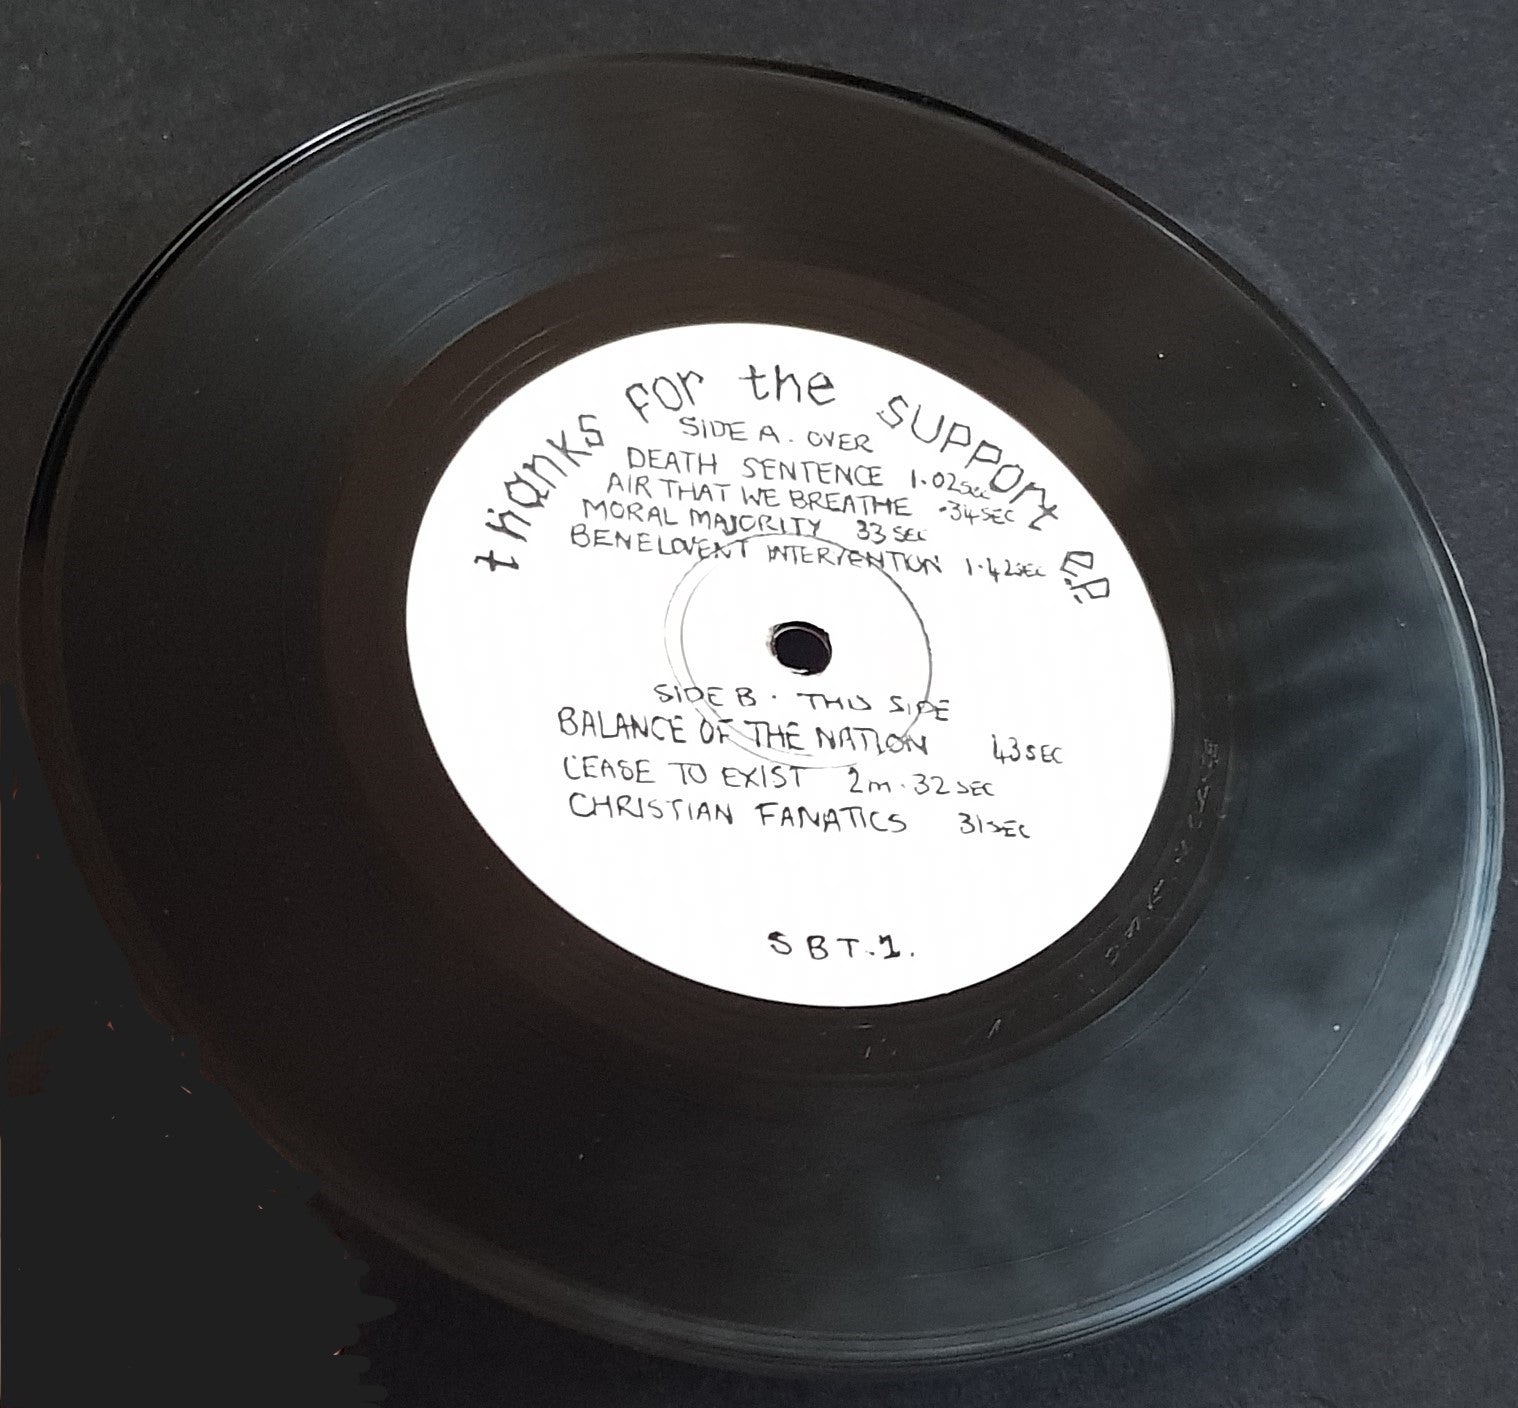 thanks for the support e.p.
SIDE A. OVER
DEATH SENTENCE 1.02sec
AIR THAT WE BREATHE .34SEC
MORAL MAJORITY 33 SEC
BENELOVENT INTERVENTION 1.42SEC
SIDE B. THIS SIDE
BALANCE OF THE NATION 43SEC
CEASE TO EXIST 2m.32SEC
CHRISTIAN FANATICS 31SEC
SBT.1.